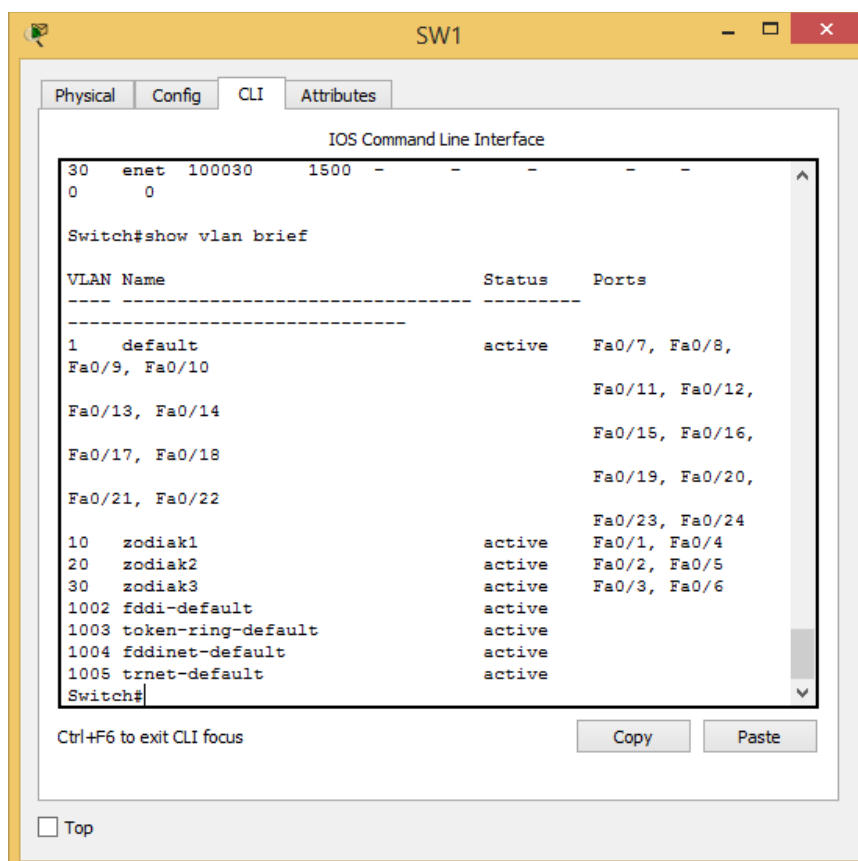 SW1
Physical Config CLI Attributes
IOS Command Line Interface
30 enet 100030 1500 - - - - -
0 0
Switch#show vlan brief
VLAN Name Status Ports
---- -------------------------------- ---------
-------------------------------
1 default active Fa0/7, Fa0/8,
Fa0/9, Fa0/10
Fa0/11, Fa0/12,
Fa0/13, Fa0/14
Fa0/15, Fa0/16,
Fa0/17, Fa0/18
Fa0/19, Fa0/20,
Fa0/21, Fa0/22
Fa0/23, Fa0/24
10 zodiak1 active Fa0/1, Fa0/4
20 zodiak2 active Fa0/2, Fa0/5
30 zodiak3 active Fa0/3, Fa0/6
1002 fddi-default active
1003 token-ring-default active
1004 fddinet-default active
1005 trnet-default active
Switch#
Ctrl+F6 to exit CLI focus Copy Paste
Top